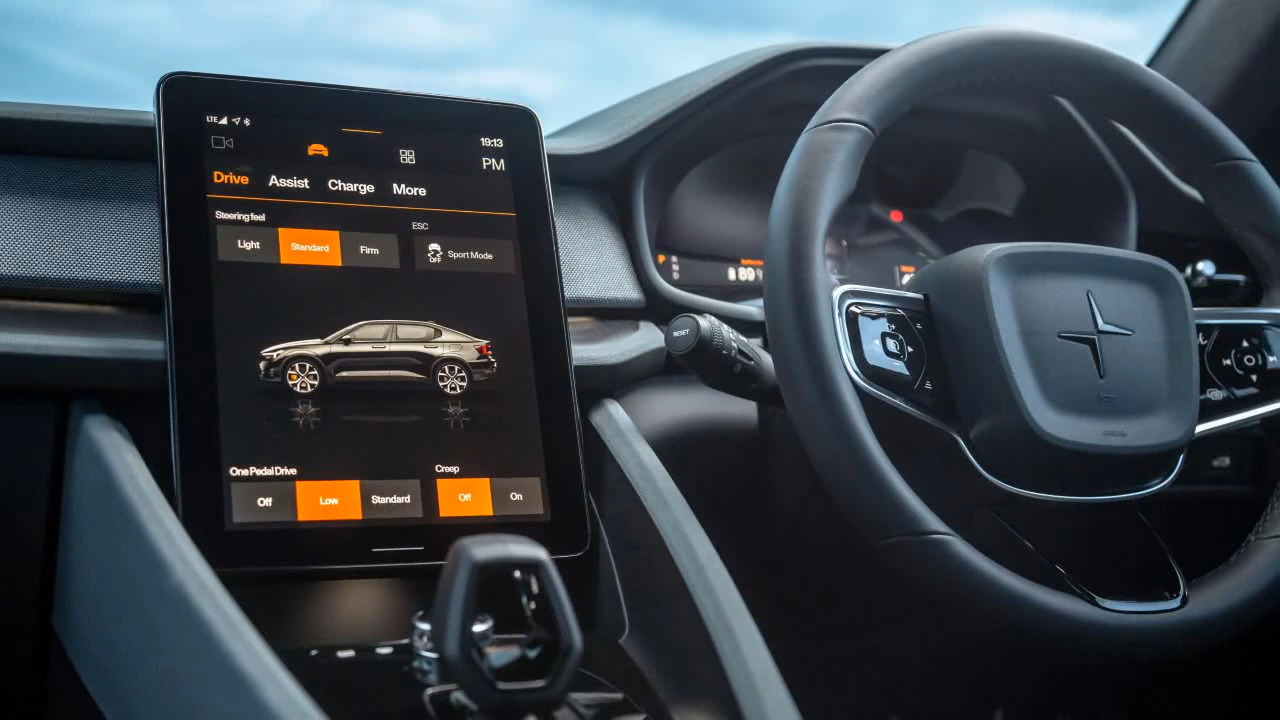 LTE
19:13
PM
Drive Assist Charge More
Steering feel
ESC
Light Standard Firm
OFF Sport Mode
One Pedal Drive
Creep
Off Low Standard
Off On
P
N
D
89
RESET